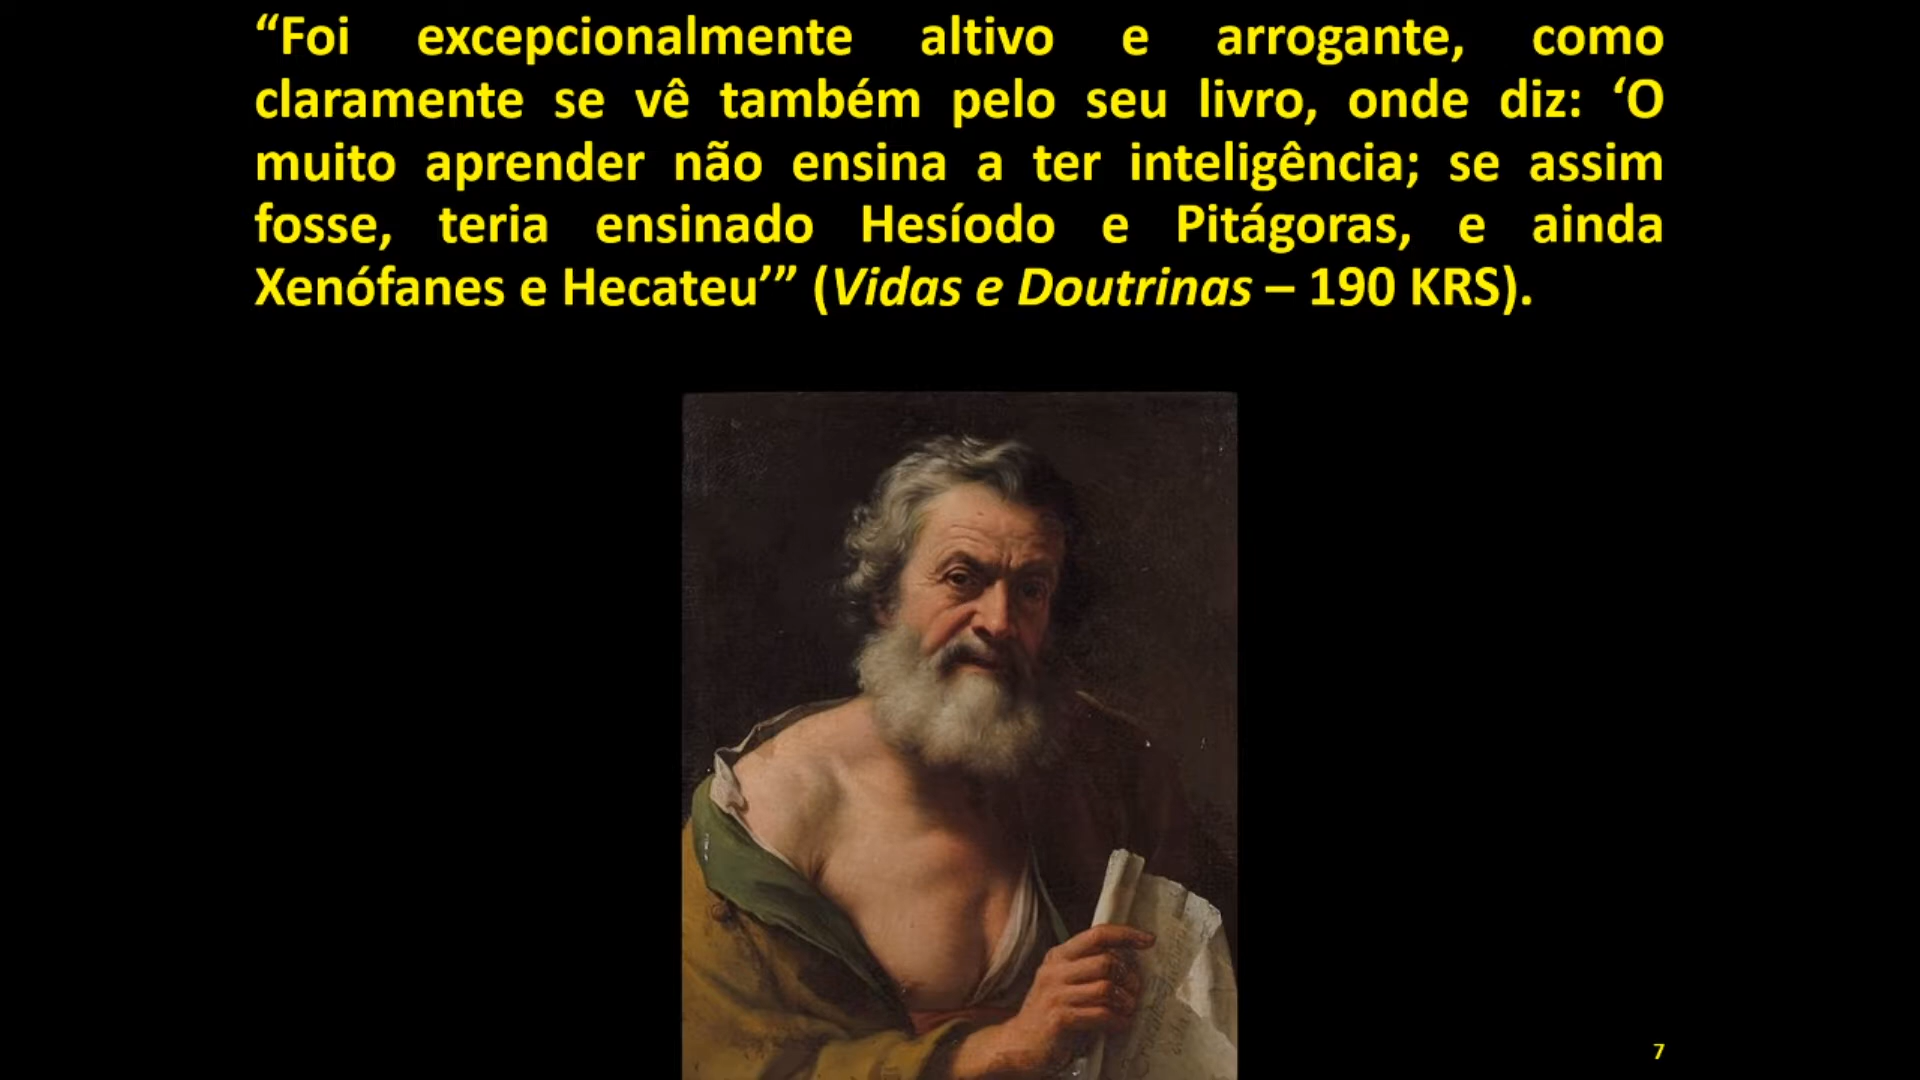 “Foi excepcionalmente altivo e arrogante, como
claramente se vê também pelo seu livro, onde diz: ‘O
muito aprender não ensina a ter inteligência; se assim
fosse, teria ensinado Hesíodo e Pitágoras, e ainda
Xenófanes e Hecateu’” (Vidas e Doutrinas – 190 KRS).
7